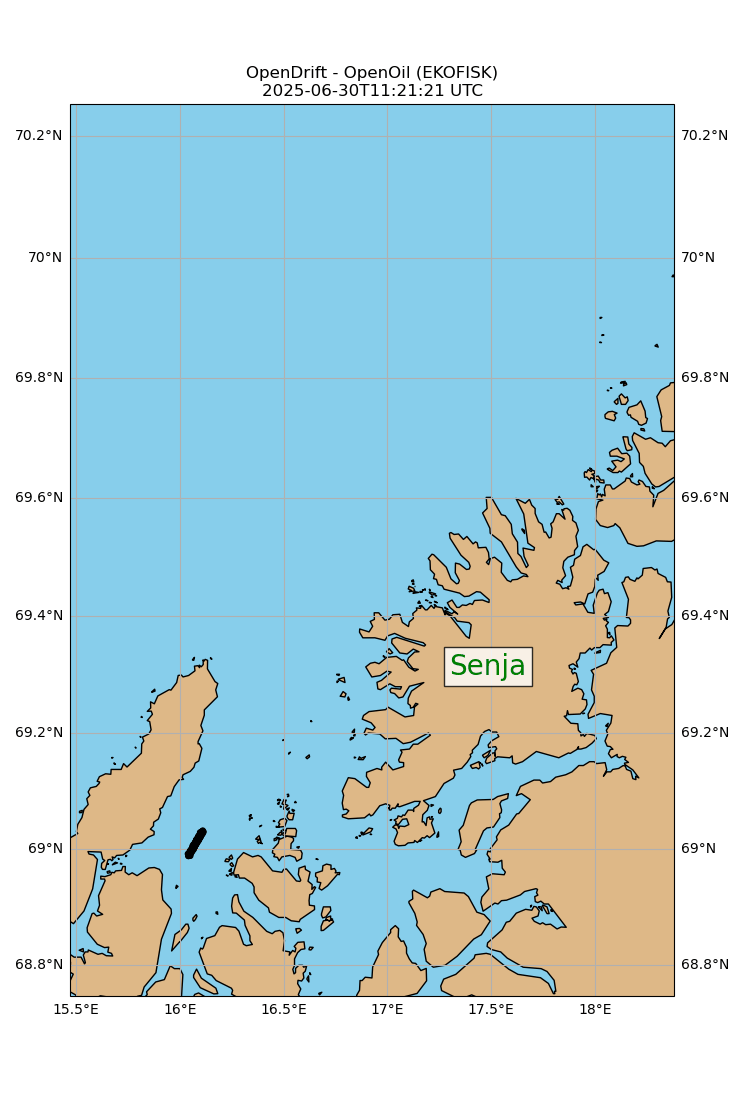 OpenDrift - OpenOil (EKOFISK)
2025-06-30T11:21:21 UTC
70.2°N 70.2°N
70°N 70°N
69.8°N 69.8°N
69.6°N 69.6°N
69.4°N 69.4°N
Senja
69.2°N 69.2°N
69°N 69°N
68.8°N 68.8°N
15.5°E 16°E 16.5°E 17°E 17.5°E 18°E